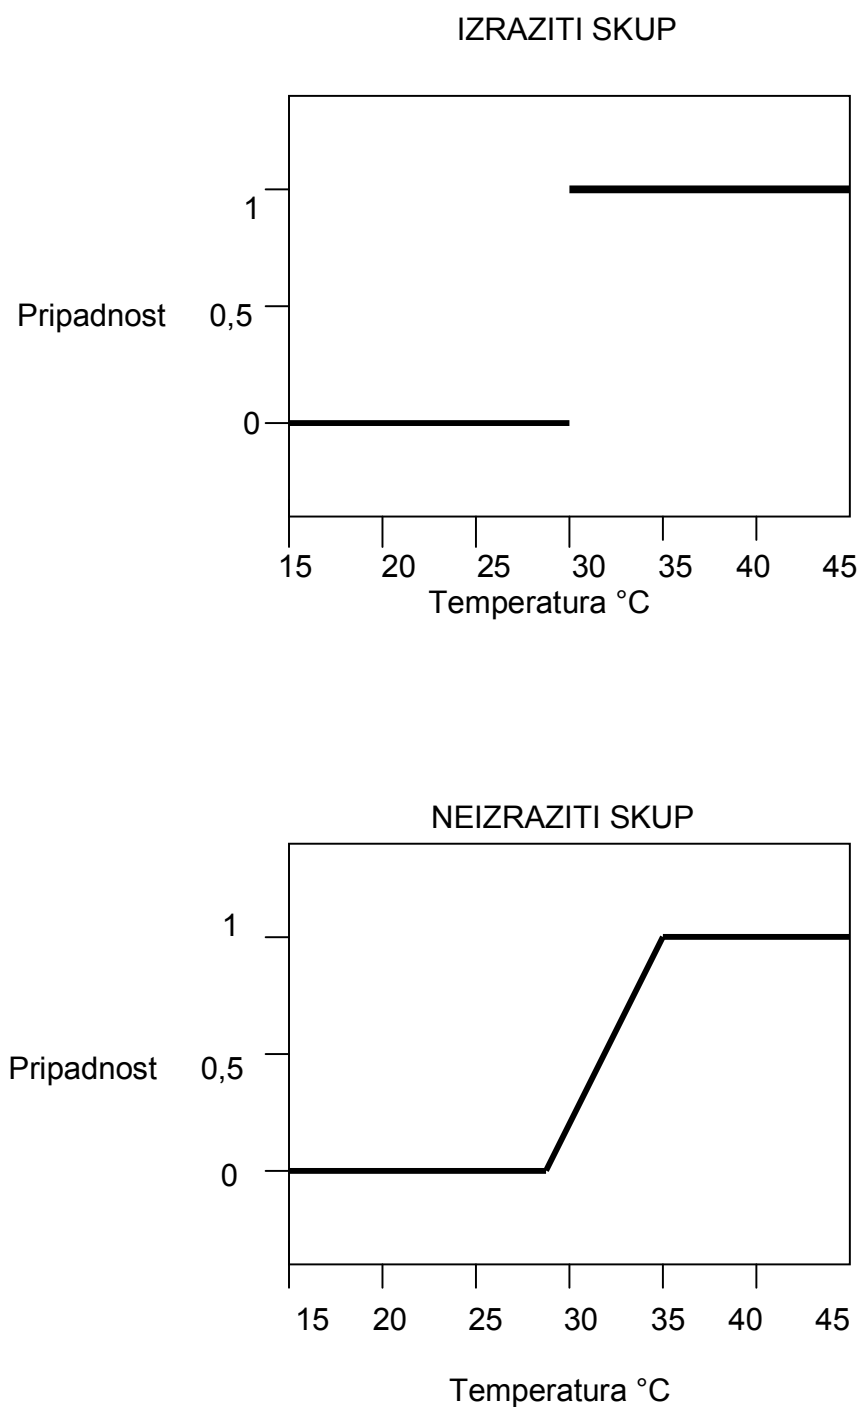 IZRAZITI SKUP
1
Pripadnost 0,5
0
15 20 25 30 35 40 45
Temperatura °C
NEIZRAZITI SKUP
1
Pripadnost 0,5
0
15 20 25 30 35 40 45
Temperatura °C